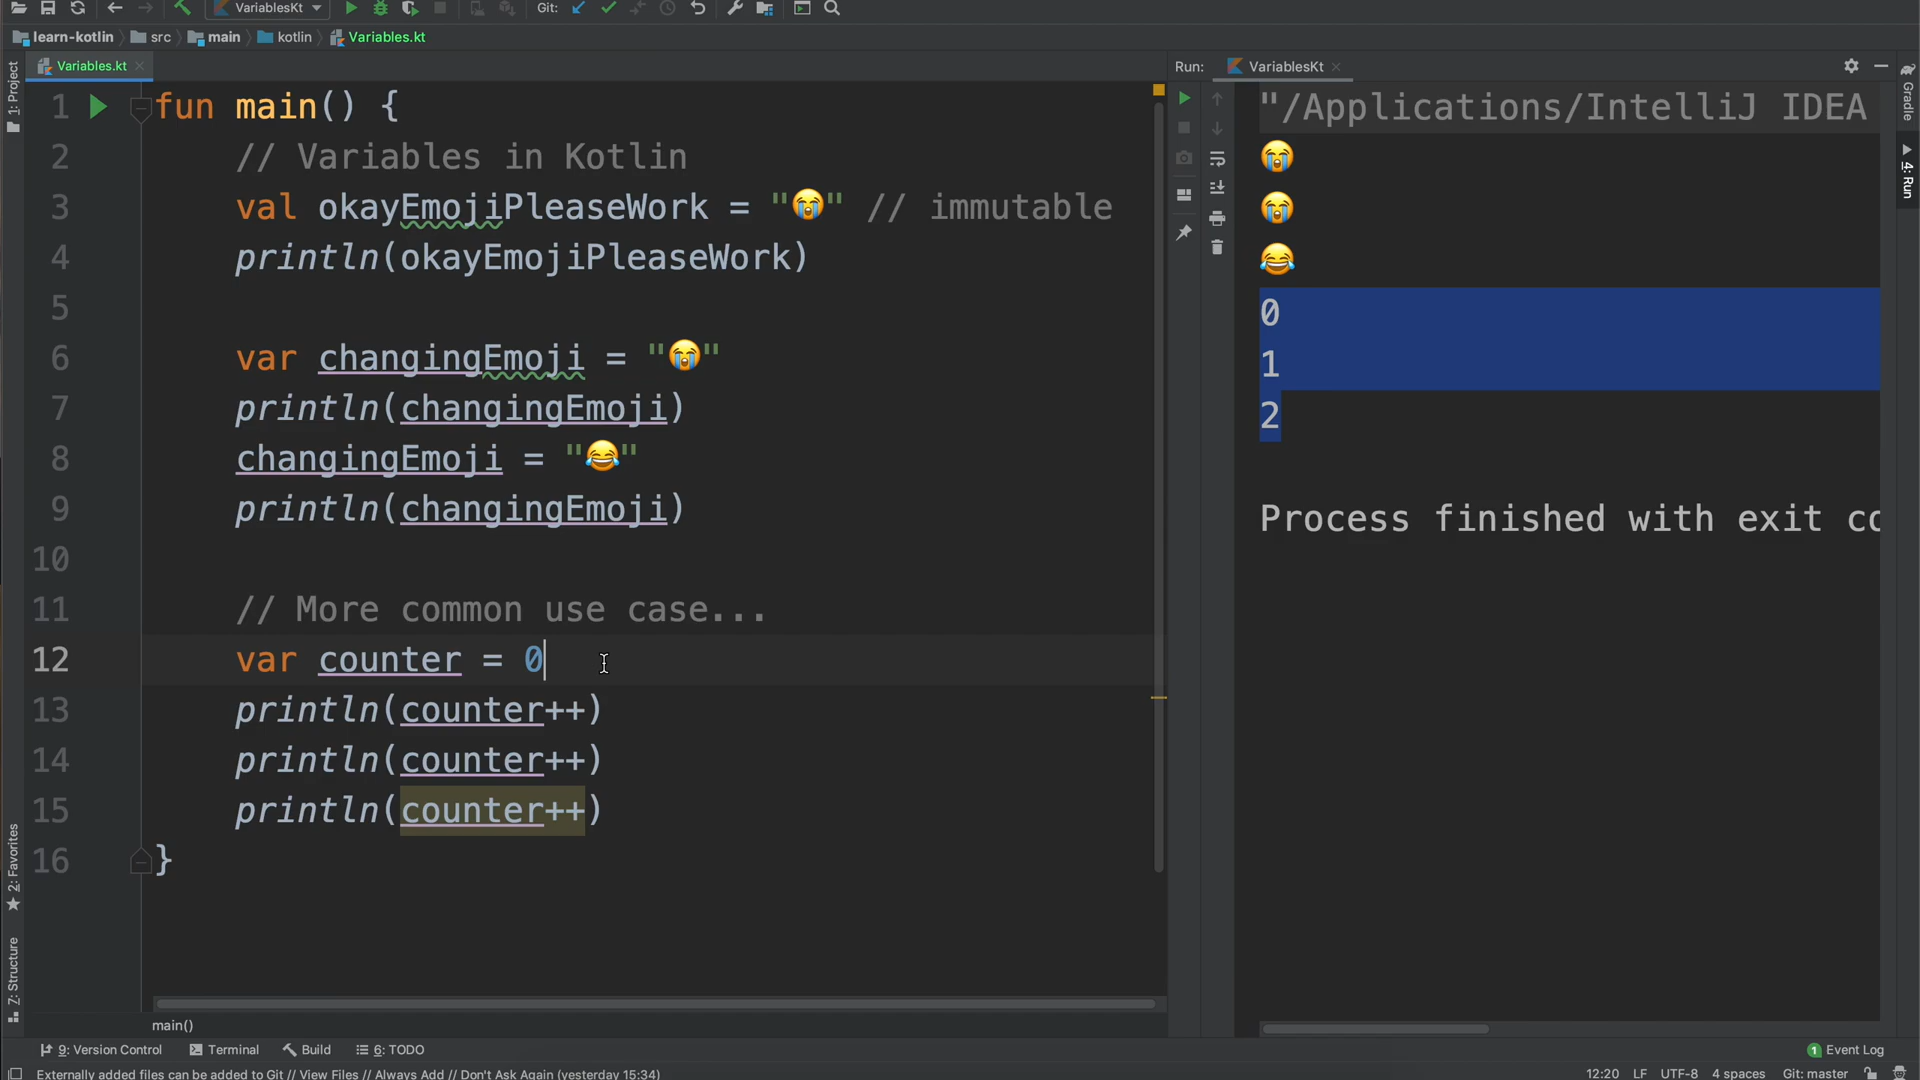 VariablesKt
Git:
learn-kotlin
src
main
kotlin
Variables.kt
Variables.kt
Run:
VariablesKt
1: Project
Gradle
4: Run
1 fun main() {
2 // Variables in Kotlin
3 val okayEmojiPleaseWork = "😭" // immutable
4 println(okayEmojiPleaseWork)
5
6 var changingEmoji = "😭"
7 println(changingEmoji)
8 changingEmoji = "😂"
9 println(changingEmoji)
10
11 // More common use case...
12 var counter = 0
13 println(counter++)
14 println(counter++)
15 println(counter++)
16 }
"/Applications/IntelliJ IDEA
😭
😭
😂
0
1
2
Process finished with exit co
2: Favorites
7: Structure
main()
9: Version Control
Terminal
Build
6: TODO
1 Event Log
Externally added files can be added to Git // View Files // Always Add // Don't Ask Again (yesterday 15:34)
12:20 LF UTF-8 4 spaces Git: master